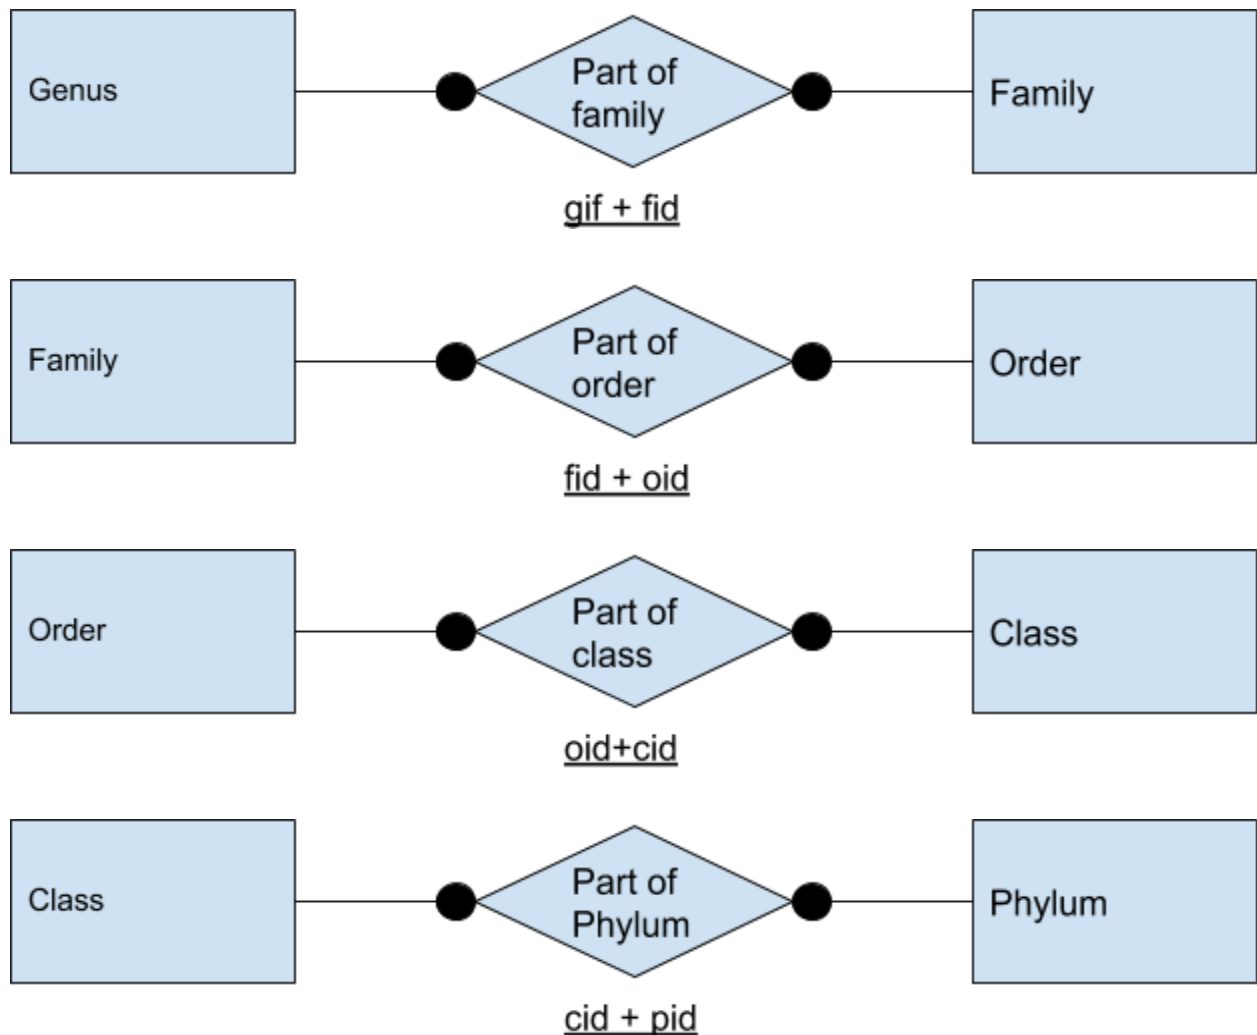 Genus
Part of
family
Family
gif + fid
Family
Part of
order
Order
fid + oid
Order
Part of
class
Class
oid+cid
Class
Part of
Phylum
Phylum
cid + pid